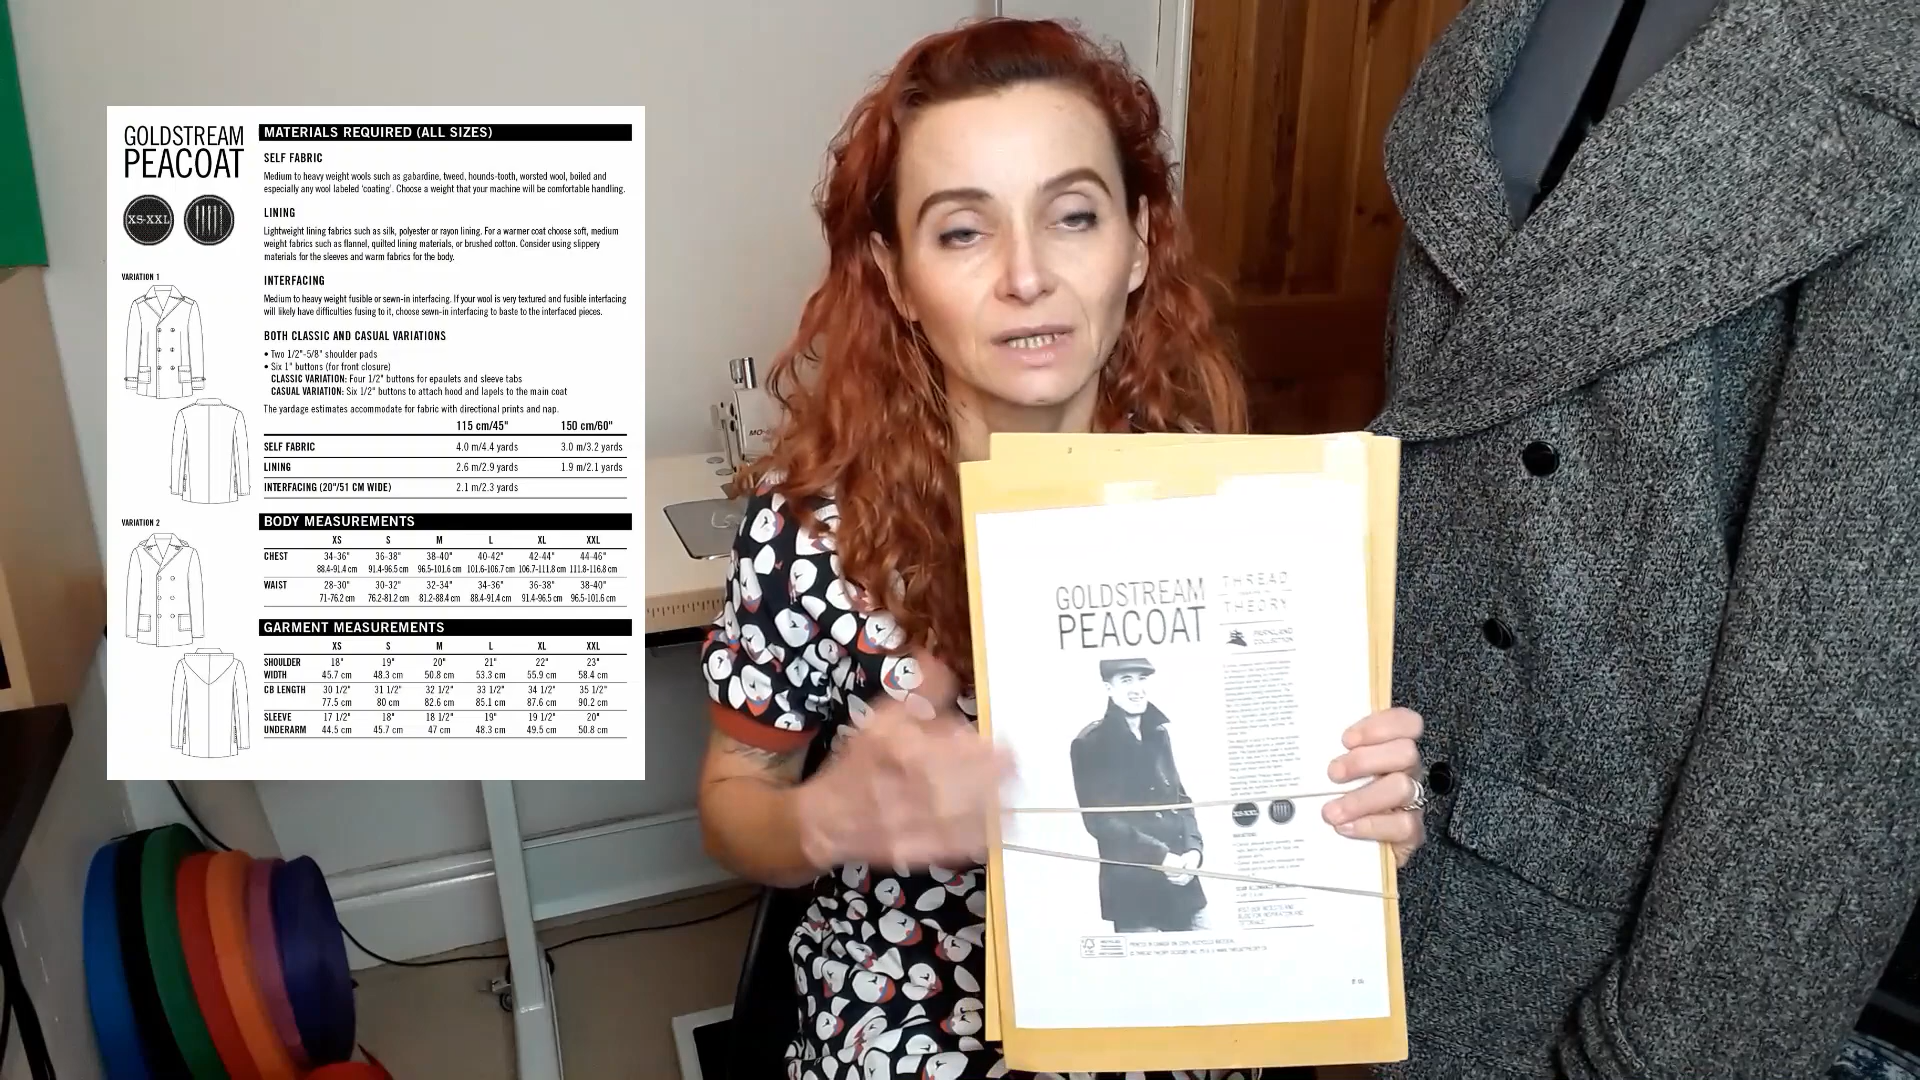 GOLDSTREAM
PEACOAT
XS-XXL
VARIATION 1
VARIATION 2
MATERIALS REQUIRED (ALL SIZES)
SELF FABRIC
Medium to heavy weight wools such as gabardine, tweed, hounds-tooth, worsted wool, boiled and
especially any wool labeled 'coating'. Choose a weight that your machine will be comfortable handling.
LINING
Lightweight lining fabrics such as silk, polyester or rayon lining. For a warmer coat choose soft, medium
weight fabrics such as flannel, quilted lining materials, or brushed cotton. Consider using slippery
materials for the sleeves and warm fabrics for the body.
INTERFACING
Medium to heavy weight fusible or sewn-in interfacing. If your wool is very textured and fusible interfacing
will likely have difficulties fusing to it, choose sewn-in interfacing to baste to the interfaced pieces.
BOTH CLASSIC AND CASUAL VARIATIONS
• Two 1/2"-5/8" shoulder pads
• Six 1" buttons (for front closure)
CLASSIC VARIATION: Four 1/2" buttons for epaulets and sleeve tabs
CASUAL VARIATION: Six 1/2" buttons to attach hood and lapels to the main coat
The yardage estimates accommodate for fabric with directional prints and nap.
115 cm/45" 150 cm/60"
SELF FABRIC 4.0 m/4.4 yards 3.0 m/3.2 yards
LINING 2.6 m/2.9 yards 1.9 m/2.1 yards
INTERFACING (20"/51 CM WIDE) 2.1 m/2.3 yards
BODY MEASUREMENTS
XS S M L XL XXL
CHEST 34-36" 36-38" 38-40" 40-42" 42-44" 44-46"
88.4-91.4 cm 91.4-96.5 cm 96.5-101.6 cm 101.6-106.7 cm 106.7-111.8 cm 111.8-116.8 cm
WAIST 28-30" 30-32" 32-34" 34-36" 36-38" 38-40"
71-76.2 cm 76.2-81.2 cm 81.2-88.4 cm 88.4-91.4 cm 91.4-96.5 cm 96.5-101.6 cm
GARMENT MEASUREMENTS
XS S M L XL XXL
SHOULDER 18" 19" 20" 21" 22" 23"
WIDTH 45.7 cm 48.3 cm 50.8 cm 53.3 cm 55.9 cm 58.4 cm
CB LENGTH 30 1/2" 31 1/2" 32 1/2" 33 1/2" 34 1/2" 35 1/2"
77.5 cm 80 cm 82.6 cm 85.1 cm 87.6 cm 90.2 cm
SLEEVE 17 1/2" 18" 18 1/2" 19" 19 1/2" 20"
UNDERARM 44.5 cm 45.7 cm 47 cm 48.3 cm 49.5 cm 50.8 cm
GOLDSTREAM
PEACOAT
THREAD
THEORY
PARKLAND
COLLECTION
XS-XXL